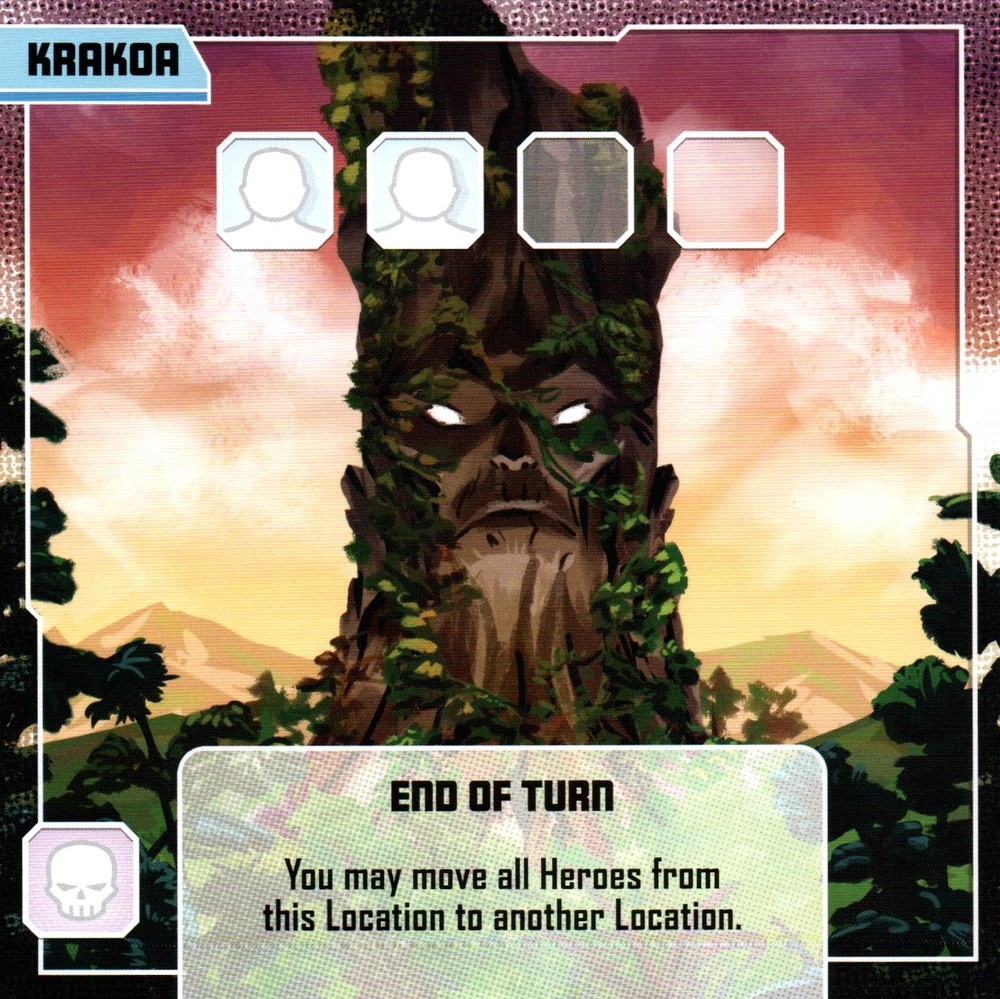 KRAKOA
END OF TURN
You may move all Heroes from
this Location to another Location.